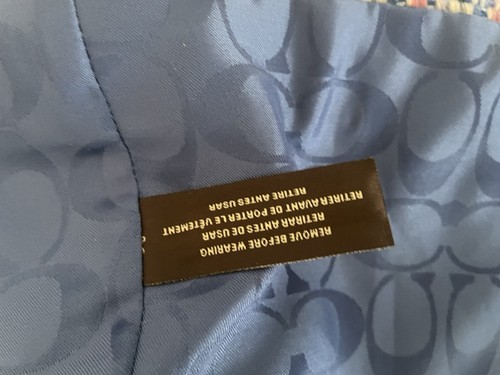 REMOVE BEFORE WEARING
RETIRAR ANTES DE USAR
RETIRER AVANT DE PORTER LE VÊTEMENT
RETIRE ANTES USAR